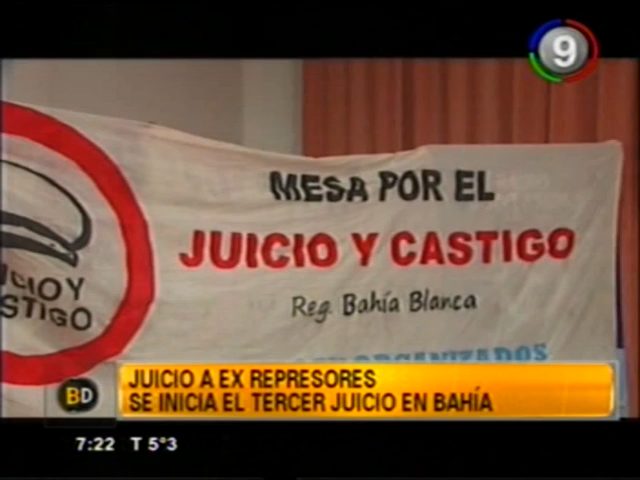 9
MESA POR EL
JUICIO Y CASTIGO
Reg. Bahía Blanca
ORGANIZADOS
CIO Y
STIGO
JUICIO A EX REPRESORES
SE INICIA EL TERCER JUICIO EN BAHÍA
BD
7:22 T 5°3